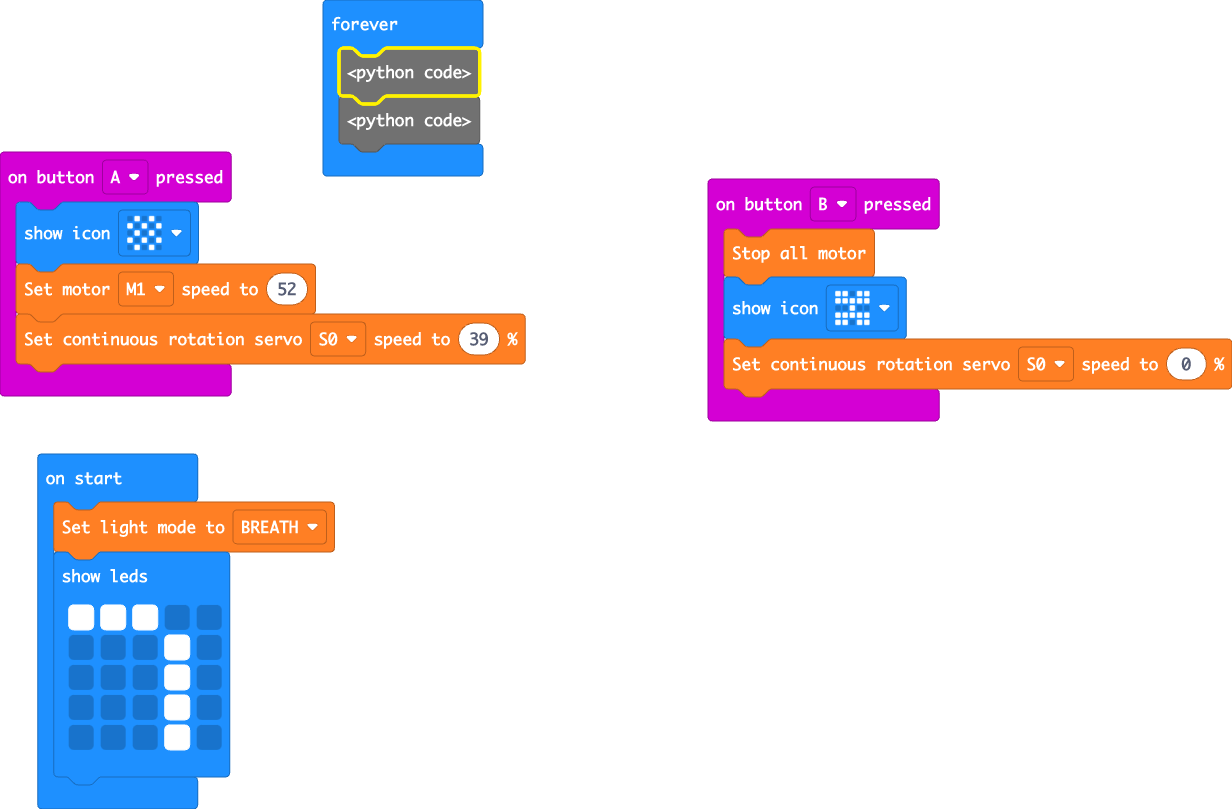 forever
<python code>
<python code>
on button A pressed
show icon
Set motor M1 speed to 52
Set continuous rotation servo S0 speed to 39 %
on button B pressed
Stop all motor
show icon
Set continuous rotation servo S0 speed to 0 %
on start
Set light mode to BREATH
show leds